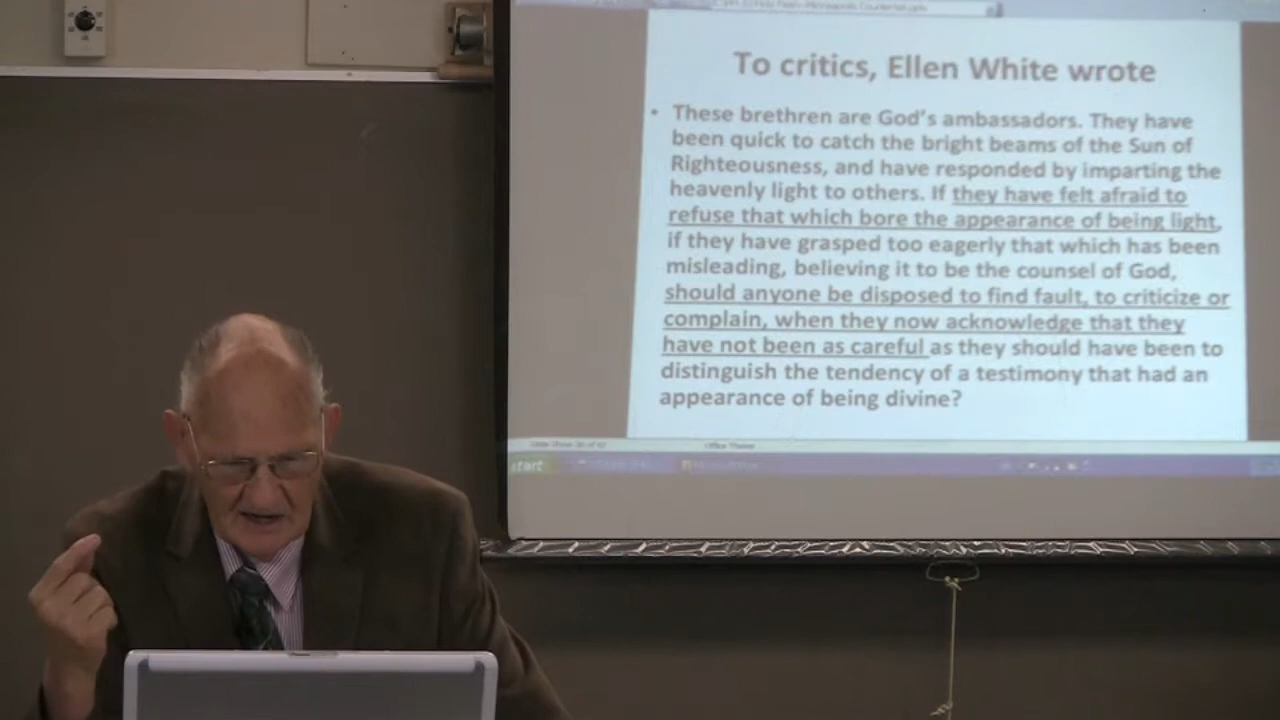 To critics, Ellen White wrote
• These brethren are God's ambassadors. They have
been quick to catch the bright beams of the Sun of
Righteousness, and have responded by imparting the
heavenly light to others. If they have felt afraid to
refuse that which bore the appearance of being light,
if they have grasped too eagerly that which has been
misleading, believing it to be the counsel of God,
should anyone be disposed to find fault, to criticize or
complain, when they now acknowledge that they
have not been as careful as they should have been to
distinguish the tendency of a testimony that had an
appearance of being divine?
Office Theme
start